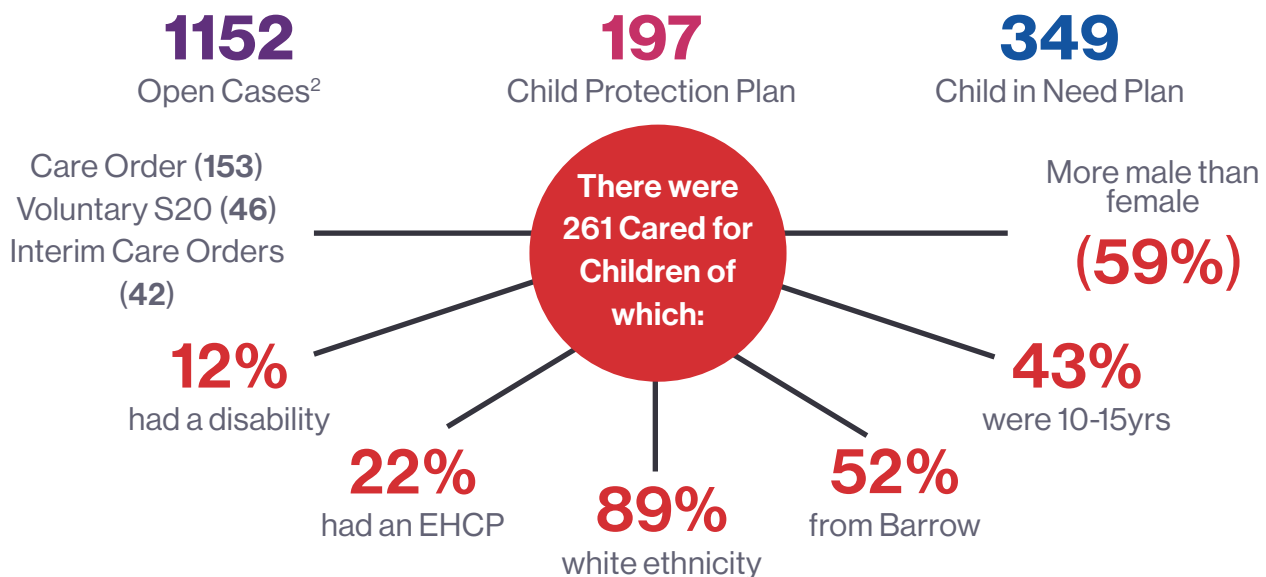 1152
Open Cases²
197
Child Protection Plan
349
Child in Need Plan
Care Order (153)
Voluntary S20 (46)
Interim Care Orders
(42)
There were
261 Cared for
Children of
which:
More male than
female
(59%)
12%
had a disability
22%
had an EHCP
89%
white ethnicity
52%
from Barrow
43%
were 10-15yrs